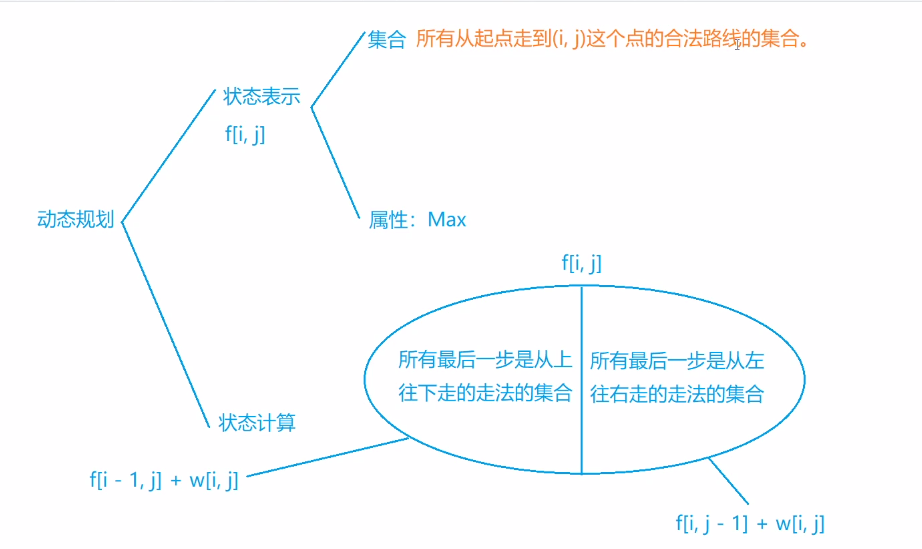 集合 所有从起点走到(i, j)这个点的合法路线的集合。
状态表示
f[i, j]
动态规划
属性：Max
f[i, j]
所有最后一步是从上
往下走的走法的集合
所有最后一步是从左
往右走的走法的集合
状态计算
f[i - 1, j] + w[i, j]
f[i, j - 1] + w[i, j]